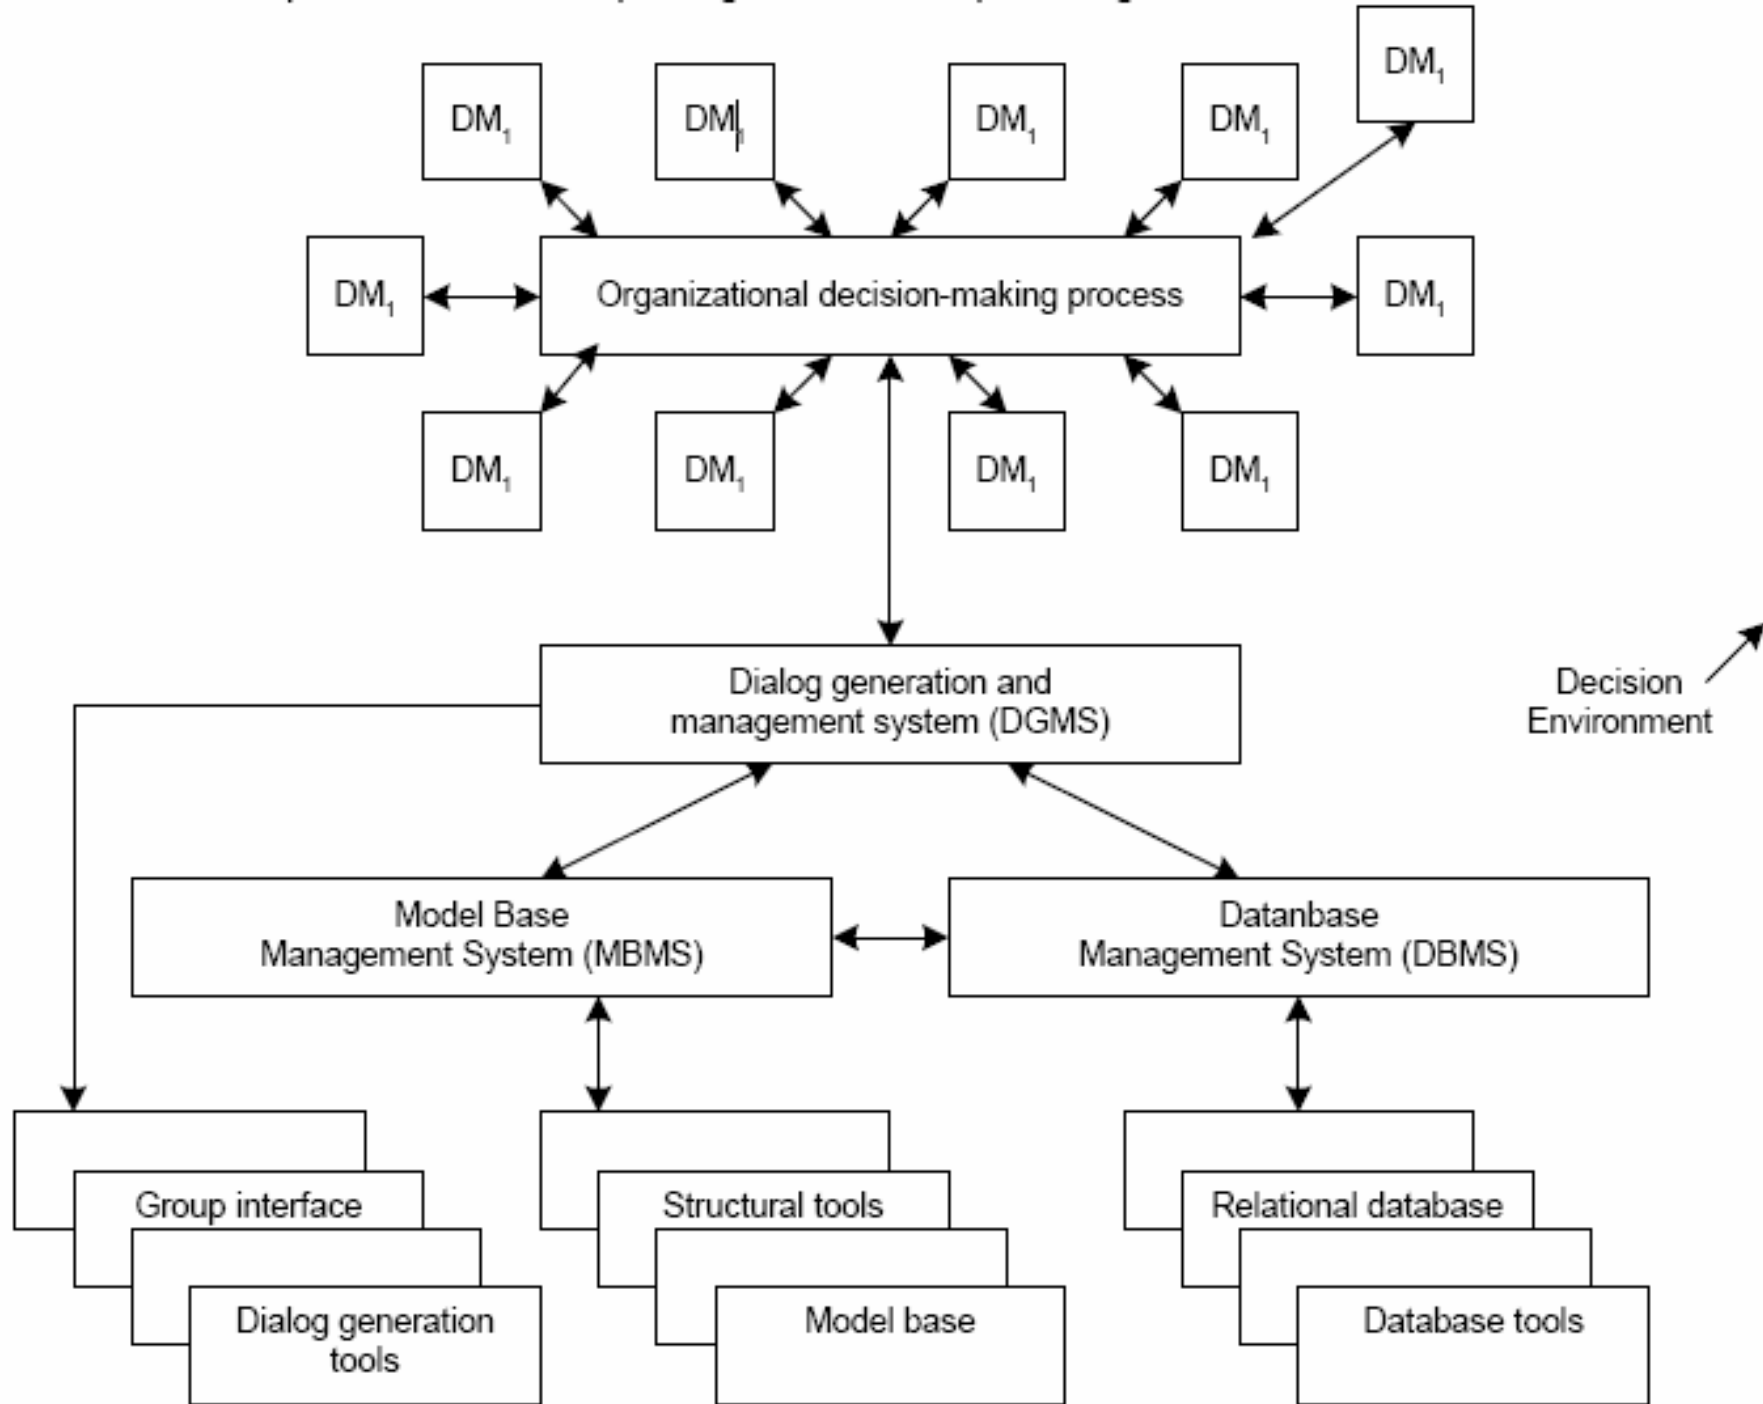 DM₁
DM₁
DM₁
DM₁
DM₁
DM₁
Organizational decision-making process
DM₁
DM₁
DM₁
DM₁
DM₁
Dialog generation and
management system (DGMS)
Decision
Environment
Model Base
Management System (MBMS)
Datanbase
Management System (DBMS)
Group interface
Structural tools
Relational database
Dialog generation
tools
Model base
Database tools